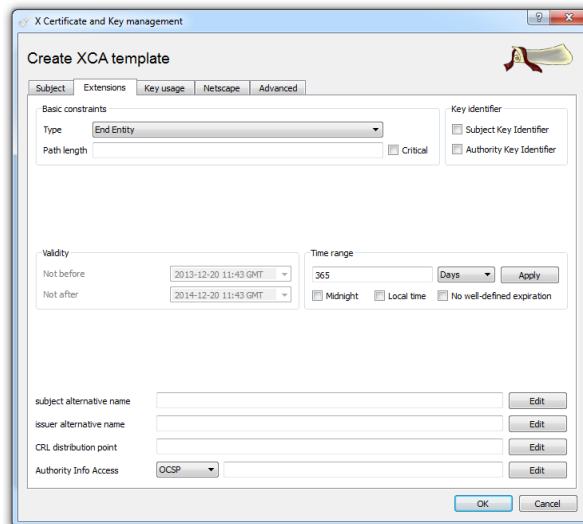 X Certificate and Key management
Create XCA template
Subject Extensions Key usage Netscape Advanced
Basic constraints
Type End Entity
Path length Critical
Key identifier
Subject Key Identifier
Authority Key Identifier
Validity
Not before 2013-12-20 11:43 GMT
Not after 2014-12-20 11:43 GMT
Time range
365 Days Apply
Midnight Local time No well-defined expiration
subject alternative name Edit
issuer alternative name Edit
CRL distribution point Edit
Authority Info Access OCSP Edit
OK Cancel